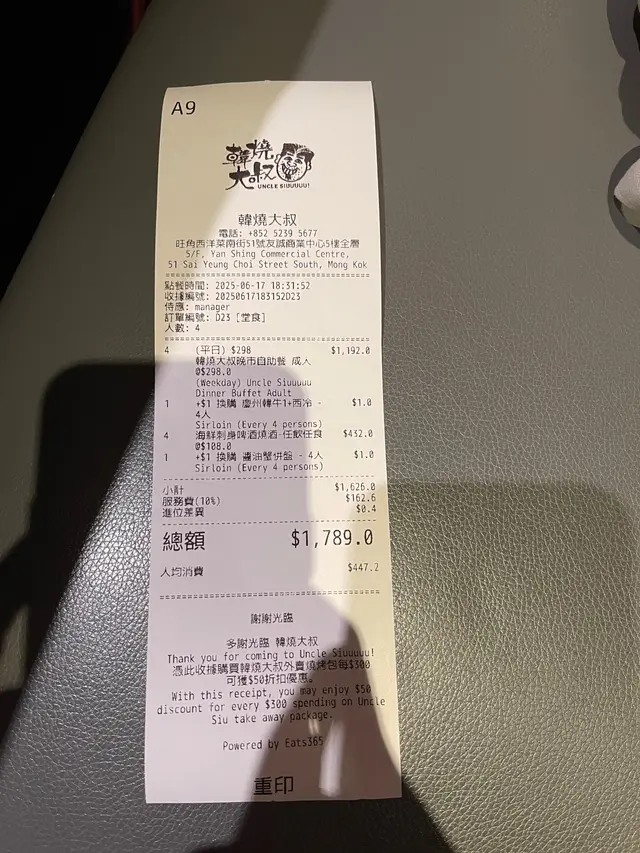 A9
韓燒
大叔
UNCLE SIUUUUU!
韓燒大叔
電話: +852 5239 5677
旺角西洋菜南街51號友誠商業中心5樓全層
5/F, Yan Shing Commercial Centre,
51 Sai Yeung Choi Street South, Mong Kok
點餐時間: 2025-06-17 18:31:52
收據編號: 20250617183152D23
侍應: manager
訂單編號: D23 [堂食]
人數: 4
4 (平日) $298 $1,192.0
韓燒大叔晚市自助餐 成人
@$298.0
(Weekday) Uncle Siuuuuu
Dinner Buffet Adult
1 +$1 換購 慶州韓牛1+西冷 - $1.0
4人
Sirloin (Every 4 persons)
4 海鮮刺身啤酒燒酒-任飲任食 $432.0
@$108.0
1 +$1 換購 醬油蟹併盤 - 4人 $1.0
Sirloin (Every 4 persons)
小計 $1,626.0
服務費(10%) $162.6
進位差異 $0.4
總額 $1,789.0
人均消費 $447.2
謝謝光臨
多謝光臨 韓燒大叔
Thank you for coming to Uncle Siuuuuu!
憑此收據購買韓燒大叔外賣燒烤包每$300
可獲$50折扣優惠。
With this receipt, you may enjoy $50
discount for every $300 spending on Uncle
Siu take away package.
Powered by Eats365
重印